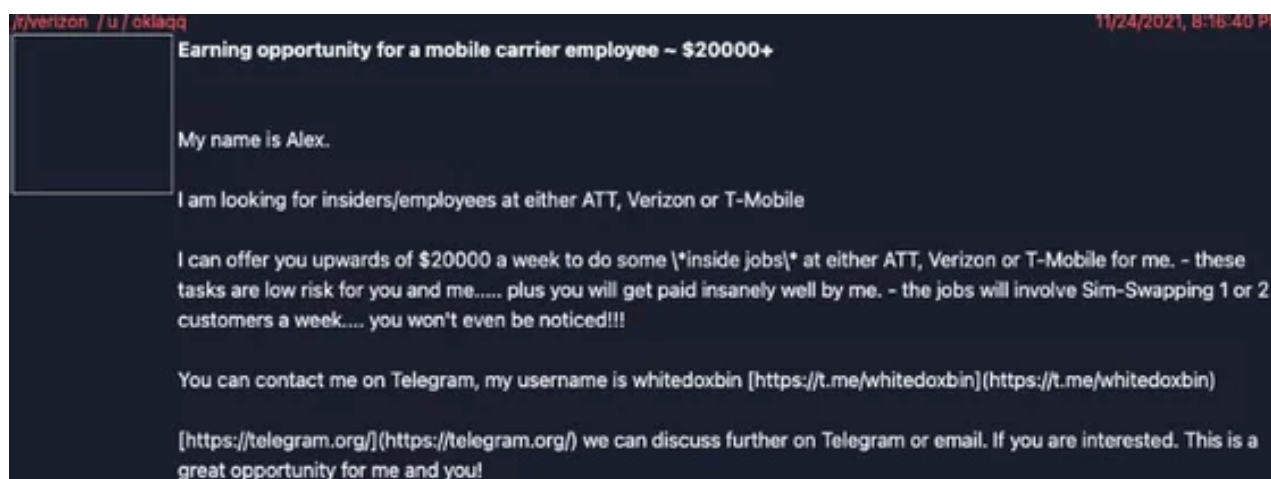 /r/verizon / u / oklaqq
11/24/2021, 8:16:40 P
Earning opportunity for a mobile carrier employee ~ $20000+
My name is Alex.
I am looking for insiders/employees at either ATT, Verizon or T-Mobile
I can offer you upwards of $20000 a week to do some \*inside jobs\* at either ATT, Verizon or T-Mobile for me. - these
tasks are low risk for you and me..... plus you will get paid insanely well by me. - the jobs will involve Sim-Swapping 1 or 2
customers a week.... you won't even be noticed!!!
You can contact me on Telegram, my username is whitedoxbin [https://t.me/whitedoxbin](https://t.me/whitedoxbin)
[https://telegram.org/](https://telegram.org/) we can discuss further on Telegram or email. If you are interested. This is a
great opportunity for me and you!